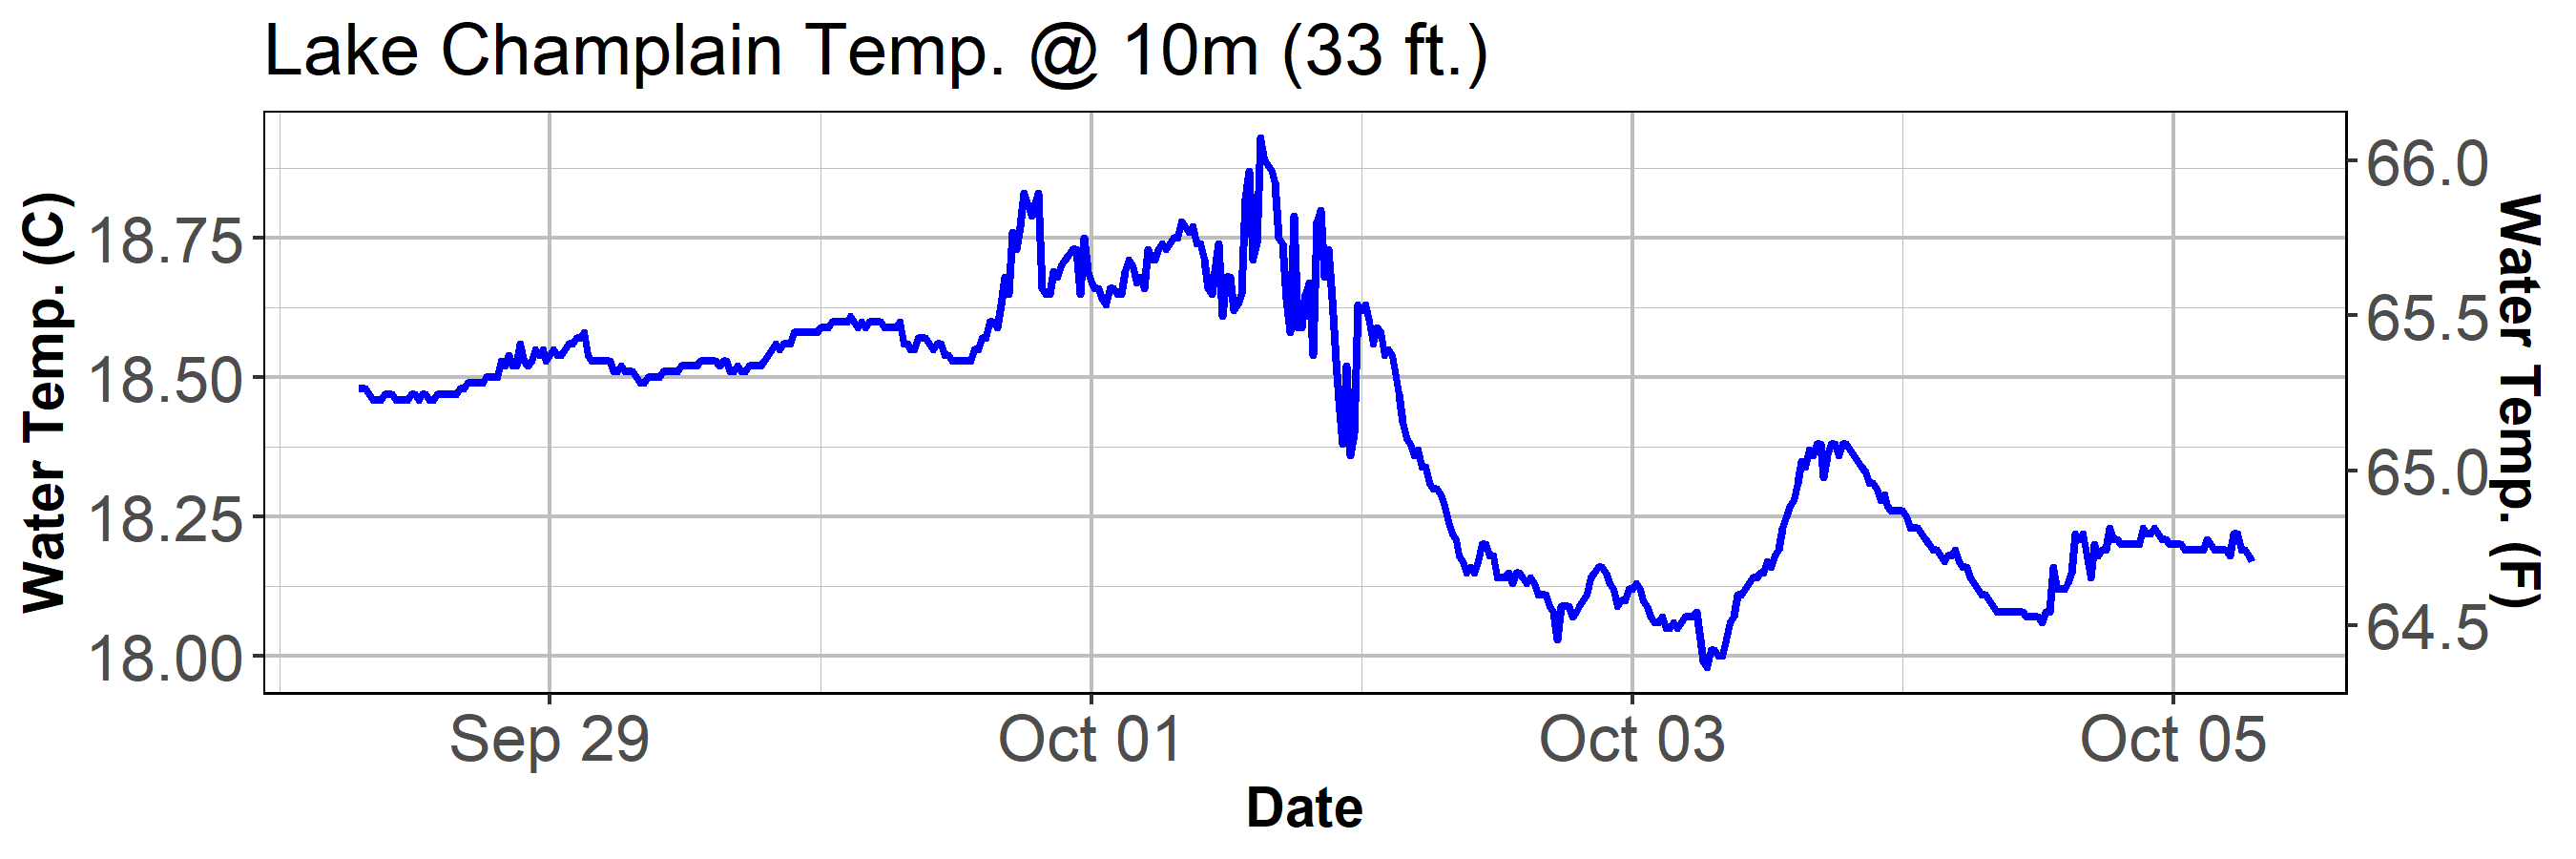 Lake Champlain Temp. @ 10m (33 ft.)
Water Temp. (C)
18.75
18.50
18.25
18.00
66.0
65.5
65.0
64.5
Water Temp. (F)
Sep 29
Oct 01
Oct 03
Oct 05
Date